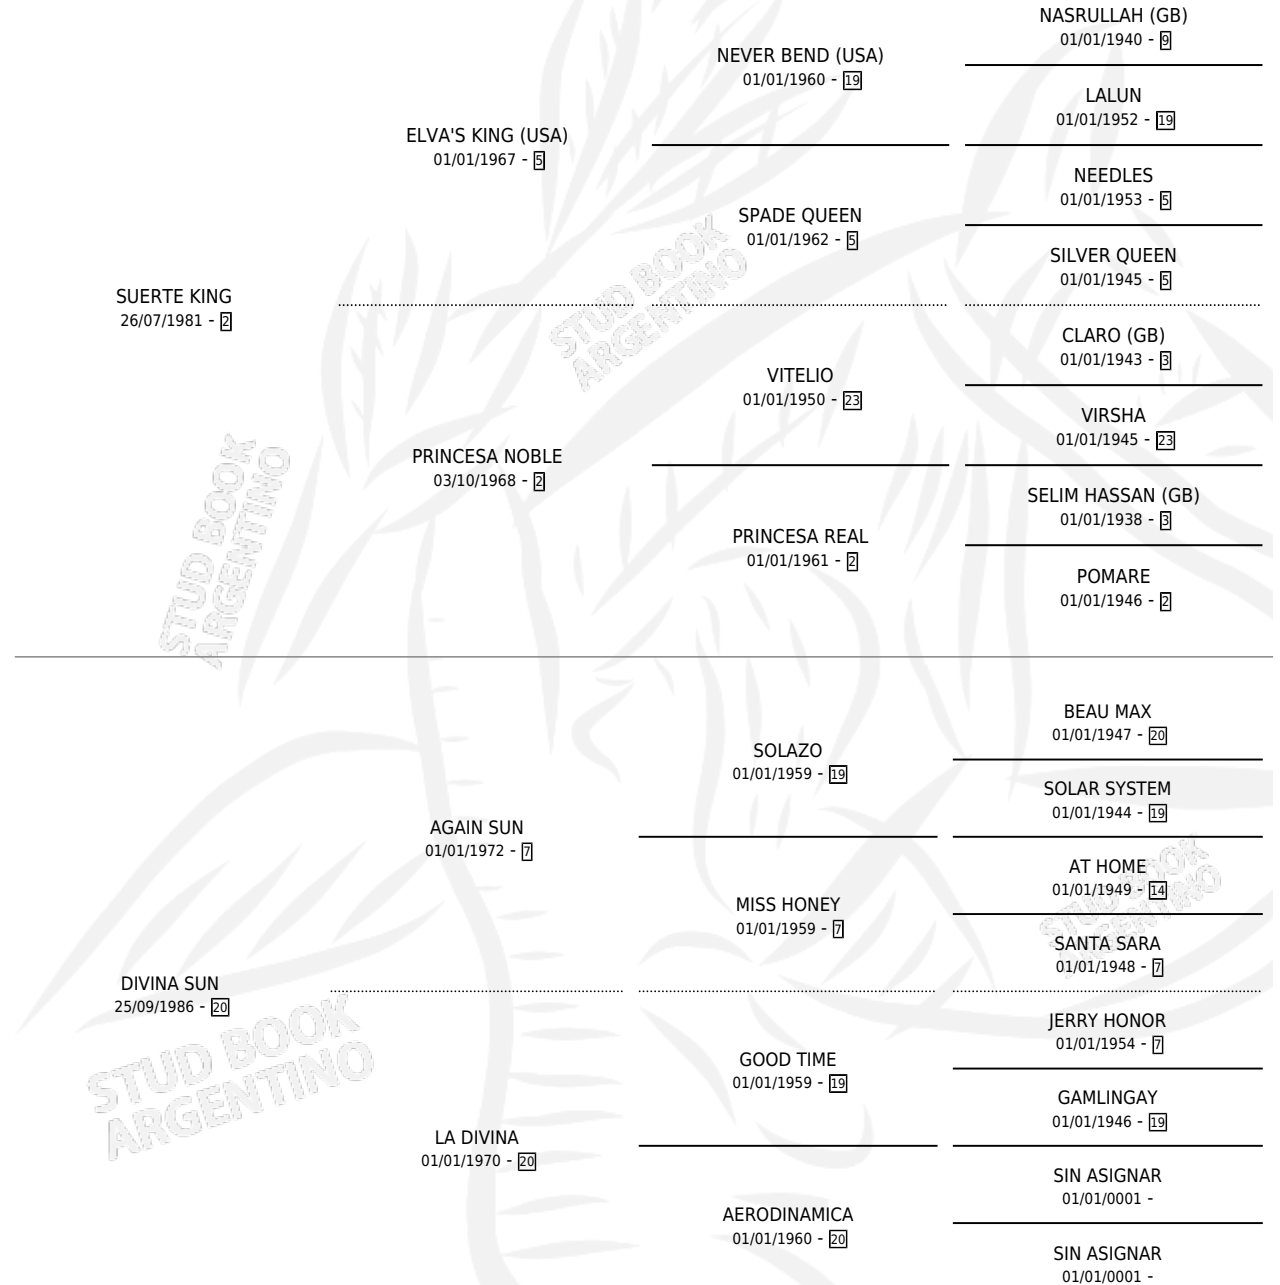 NASRULLAH (GB)
01/01/1940 - 9
NEVER BEND (USA)
01/01/1960 - 19
LALUN
01/01/1952 - 19
ELVA'S KING (USA)
01/01/1967 - 5
NEEDLES
01/01/1953 - 5
SPADE QUEEN
01/01/1962 - 5
SILVER QUEEN
01/01/1945 - 5
SUERTE KING
26/07/1981 - 2
STUD BOOK
ARGENTINO
CLARO (GB)
01/01/1943 - 3
VITELIO
01/01/1950 - 23
VIRSHA
01/01/1945 - 23
PRINCESA NOBLE
03/10/1968 - 2
SELIM HASSAN (GB)
01/01/1938 - 3
PRINCESA REAL
01/01/1961 - 2
POMARE
01/01/1946 - 2
STUD BOOK
ARGENTINO
BEAU MAX
01/01/1947 - 20
SOLAZO
01/01/1959 - 19
SOLAR SYSTEM
01/01/1944 - 19
AGAIN SUN
01/01/1972 - 7
AT HOME
01/01/1949 - 14
MISS HONEY
01/01/1959 - 7
STUD BOOK
ARGENTINO
SANTA SARA
01/01/1948 - 7
DIVINA SUN
25/09/1986 - 20
JERRY HONOR
01/01/1954 - 7
GOOD TIME
01/01/1959 - 19
GAMLINGAY
01/01/1946 - 19
STUD BOOK
ARGENTINO
LA DIVINA
01/01/1970 - 20
SIN ASIGNAR
01/01/0001 -
AERODINAMICA
01/01/1960 - 20
SIN ASIGNAR
01/01/0001 -